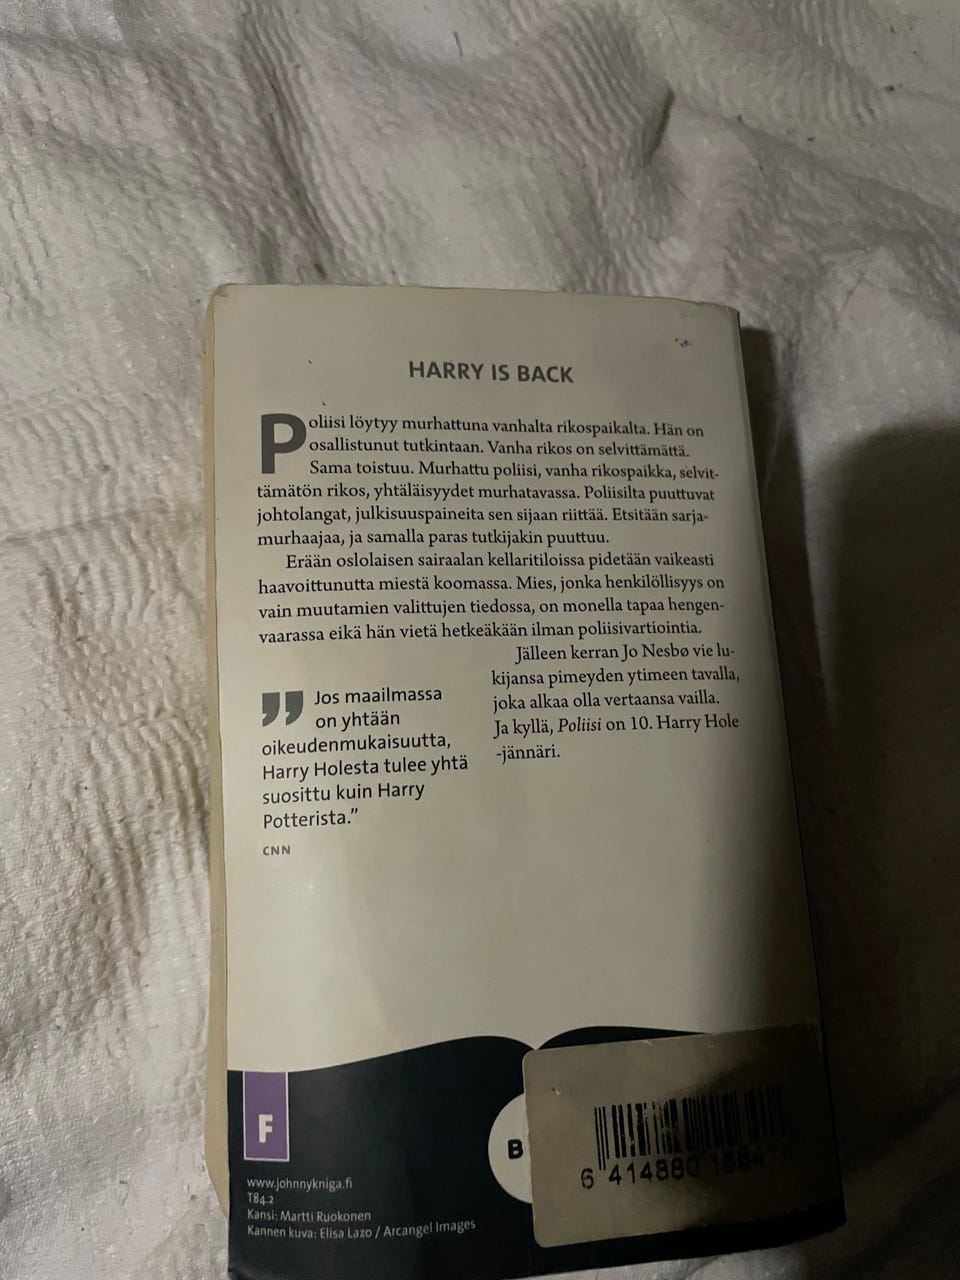 HARRY IS BACK
Poliisi löytyy murhattuna vanhalta rikospaikalta. Hän on
osallistunut tutkintaan. Vanha rikos on selvittämättä.
Sama toistuu. Murhattu poliisi, vanha rikospaikka, selvit-
tämätön rikos, yhtäläisyydet murhatavassa. Poliisilta puuttuvat
johtolangat, julkisuuspaineita sen sijaan riittää. Etsitään sarja-
murhaajaa, ja samalla paras tutkijakin puuttuu.
Erään oslolaisen sairaalan kellaritiloissa pidetään vaikeasti
haavoittunutta miestä koomassa. Mies, jonka henkilöllisyys on
vain muutamien valittujen tiedossa, on monella tapaa hengen-
vaarassa eikä hän vietä hetkeäkään ilman poliisivartiointia.
Jälleen kerran Jo Nesbø vie lu-
kijansa pimeyden ytimeen tavalla,
joka alkaa olla vertaansa vailla.
Ja kyllä, Poliisi on 10. Harry Hole
-jännäri.
" Jos maailmassa
on yhtään
oikeudenmukaisuutta,
Harry Holesta tulee yhtä
suosittu kuin Harry
Potterista."
CNN
F
B
www.johnnykniga.fi
T84.2
Kansi: Martti Ruokonen
Kannen kuva: Elisa Lazo / Arcangel Images
6 414880